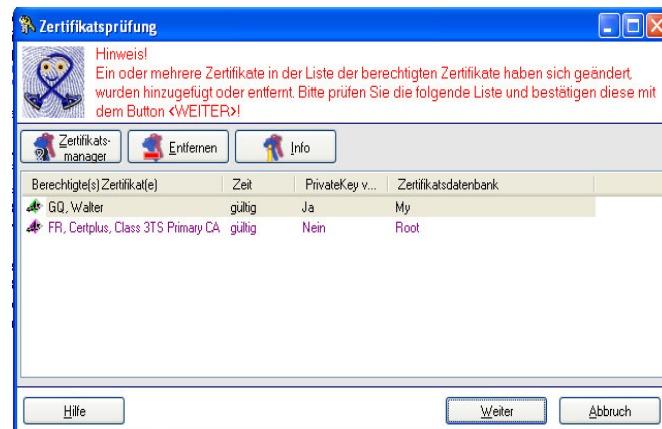 Zertifikatsprüfung
Hinweis!
Ein oder mehrere Zertifikate in der Liste der berechtigten Zertifikate haben sich geändert,
wurden hinzugefügt oder entfernt. Bitte prüfen Sie die folgende Liste und bestätigen diese mit
dem Button <WEITER>!
Zertifikats-
manager
Entfernen
Info
Berechtigte(s) Zertifikat(e) Zeit PrivateKey v... Zertifikatsdatenbank
GQ, Walter gültig Ja My
FR, Certplus, Class 3TS Primary CA gültig Nein Root
Hilfe Weiter Abbruch